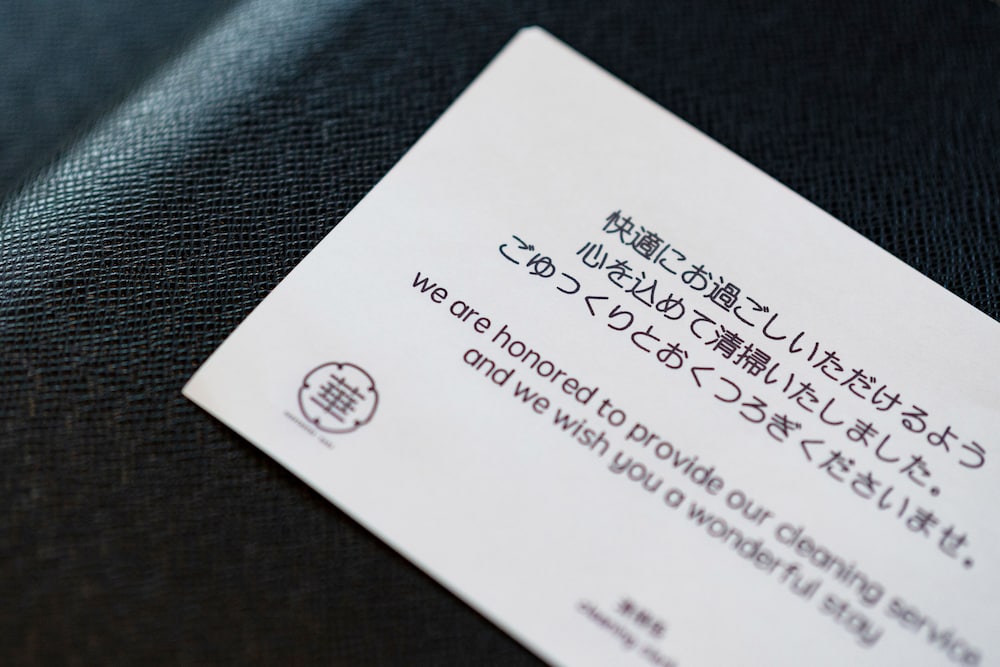 快適にお過ごしいただけるよう
心を込めて清掃いたしました。
ごゆっくりとおくつろぎくださいませ。
we are honored to provide our cleaning service
and we wish you a wonderful stay
華
cleaning